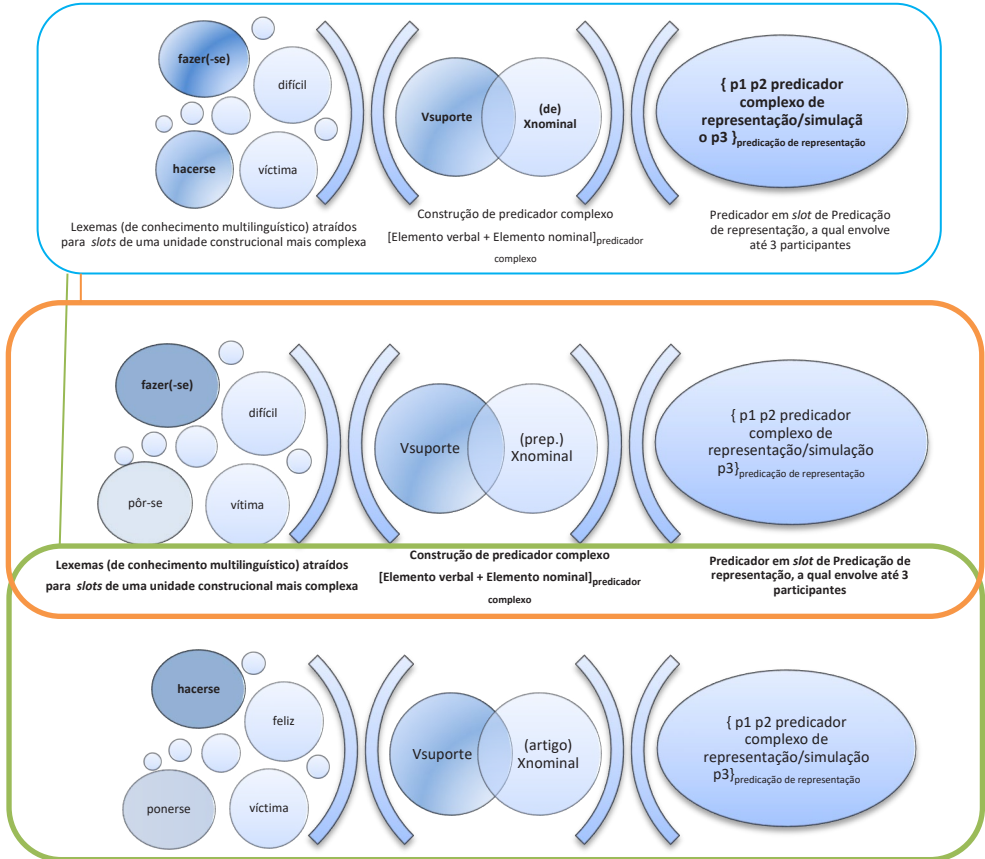 fazer(-se)
difícil
hacerse
víctima
Vsuporte
(de)
Xnominal
{ p1 p2 predicador
complexo de
representação/simulaçã
o p3 }predicação de representação
Lexemas (de conhecimento multilinguístico) atraídos
para slots de uma unidade construcional mais complexa
Construção de predicador complexo
[Elemento verbal + Elemento nominal]predicador
complexo
Predicador em slot de Predicação
de representação, a qual envolve
até 3 participantes
fazer(-se)
difícil
pôr-se
vítima
Vsuporte
(prep.)
Xnominal
{ p1 p2 predicador
complexo de
representação/simulação
p3}predicação de representação
Lexemas (de conhecimento multilinguístico) atraídos
para slots de uma unidade construcional mais complexa
Construção de predicador complexo
[Elemento verbal + Elemento nominal]predicador
complexo
Predicador em slot de Predicação de
representação, a qual envolve até 3
participantes
hacerse
feliz
ponerse
víctima
Vsuporte
(artigo)
Xnominal
{ p1 p2 predicador
complexo de
representação/simulação
p3}predicação de representação